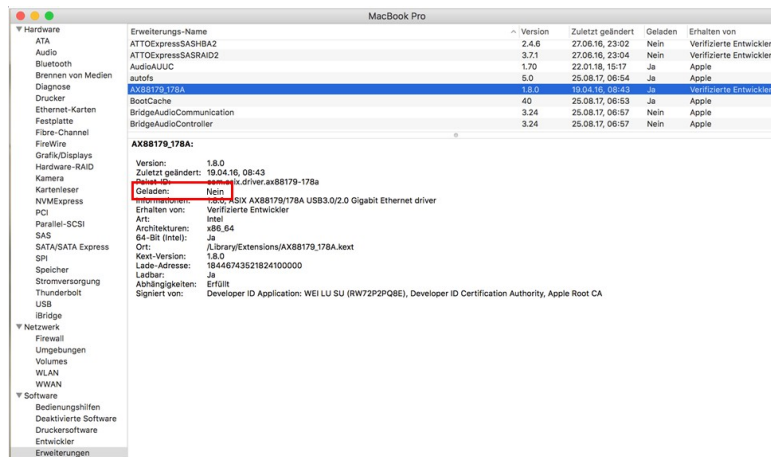 MacBook Pro
Hardware
ATA
Audio
Bluetooth
Brennen von Medien
Diagnose
Drucker
Ethernet-Karten
Festplatte
Fibre-Channel
FireWire
Grafik/Displays
Hardware-RAID
Kamera
Kartenleser
NVMExpress
PCI
Parallel-SCSI
SAS
SATA/SATA Express
SPI
Speicher
Stromversorgung
Thunderbolt
USB
iBridge
Netzwerk
Firewall
Umgebungen
Volumes
WLAN
WWAN
Software
Bedienungshilfen
Deaktivierte Software
Druckersoftware
Entwickler
Erweiterungen
Erweiterungs-Name Version Zuletzt geändert Geladen Erhalten von
ATTOExpressSASHBA2 2.4.6 27.06.16, 23:02 Nein Verifizierte Entwickler
ATTOExpressSASRAID2 3.7.1 27.06.16, 23:04 Nein Verifizierte Entwickler
AudioAUUC 1.70 22.01.18, 15:17 Ja Apple
autofs 5.0 25.08.17, 06:54 Ja Apple
AX88179_178A 1.8.0 19.04.16, 08:43 Ja Verifizierte Entwickler
BootCache 40 25.08.17, 06:53 Ja Apple
BridgeAudioCommunication 3.24 25.08.17, 06:57 Nein Apple
BridgeAudioController 3.24 25.08.17, 06:57 Nein Apple
AX88179_178A:
Version: 1.8.0
Zuletzt geändert: 19.04.16, 08:43
Paket-ID: com.asix.driver.ax88179-178a
Geladen: Nein
Informationen: 1.8.0, ASIX AX88179/178A USB3.0/2.0 Gigabit Ethernet driver
Erhalten von: Verifizierte Entwickler
Art: Intel
Architekturen: x86_64
64-Bit (Intel): Ja
Ort: /Library/Extensions/AX88179_178A.kext
Kext-Version: 1.8.0
Lade-Adresse: 18446743521824100000
Ladbar: Ja
Abhängigkeiten: Erfüllt
Signiert von: Developer ID Application: WEI LU SU (RW72P2PQ8E), Developer ID Certification Authority, Apple Root CA